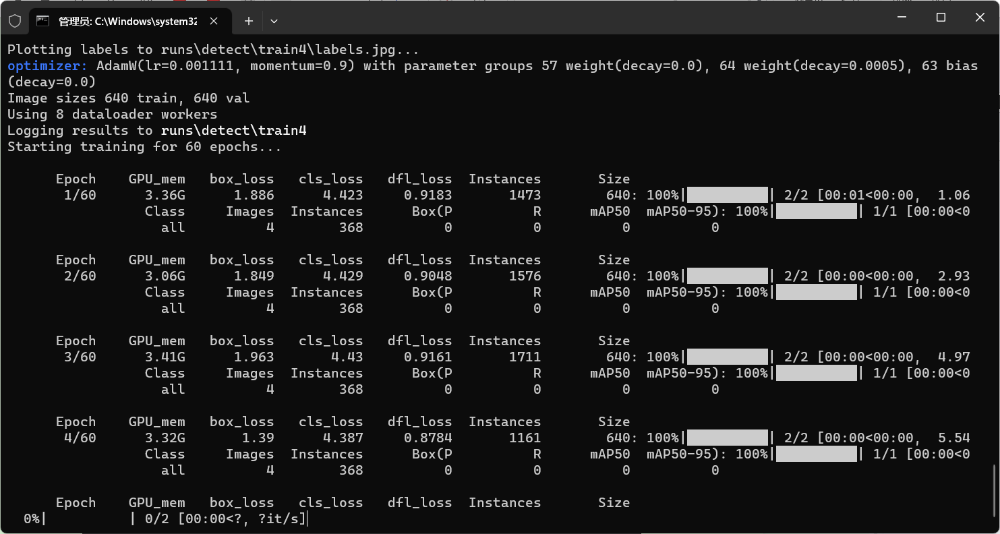 管理员: C:\Windows\system32
Plotting labels to runs\detect\train4\labels.jpg...
optimizer: AdamW(lr=0.001111, momentum=0.9) with parameter groups 57 weight(decay=0.0), 64 weight(decay=0.0005), 63 bias
(decay=0.0)
Image sizes 640 train, 640 val
Using 8 dataloader workers
Logging results to runs\detect\train4
Starting training for 60 epochs...
Epoch GPU_mem box_loss cls_loss dfl_loss Instances Size
1/60 3.36G 1.886 4.423 0.9183 1473 640: 100%|██████████| 2/2 [00:01<00:00, 1.06
Class Images Instances Box(P R mAP50 mAP50-95): 100%|██████████| 1/1 [00:00<0
all 4 368 0 0 0 0
Epoch GPU_mem box_loss cls_loss dfl_loss Instances Size
2/60 3.06G 1.849 4.429 0.9048 1576 640: 100%|██████████| 2/2 [00:00<00:00, 2.93
Class Images Instances Box(P R mAP50 mAP50-95): 100%|██████████| 1/1 [00:00<0
all 4 368 0 0 0 0
Epoch GPU_mem box_loss cls_loss dfl_loss Instances Size
3/60 3.41G 1.963 4.43 0.9161 1711 640: 100%|██████████| 2/2 [00:00<00:00, 4.97
Class Images Instances Box(P R mAP50 mAP50-95): 100%|██████████| 1/1 [00:00<0
all 4 368 0 0 0 0
Epoch GPU_mem box_loss cls_loss dfl_loss Instances Size
4/60 3.32G 1.39 4.387 0.8784 1161 640: 100%|██████████| 2/2 [00:00<00:00, 5.54
Class Images Instances Box(P R mAP50 mAP50-95): 100%|██████████| 1/1 [00:00<0
all 4 368 0 0 0 0
Epoch GPU_mem box_loss cls_loss dfl_loss Instances Size
0%| | 0/2 [00:00<?, ?it/s]